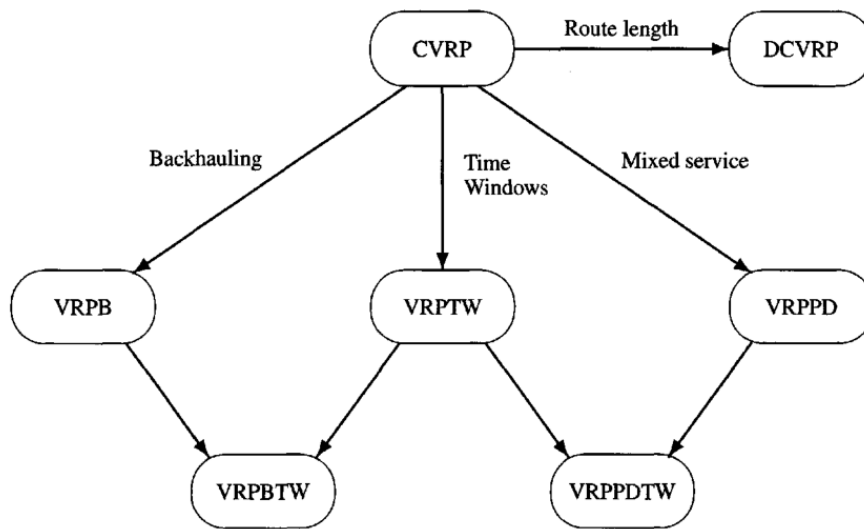 Route length
CVRP
DCVRP
Backhauling
Time
Windows
Mixed service
VRPB
VRPTW
VRPPD
VRPBTW
VRPPDTW